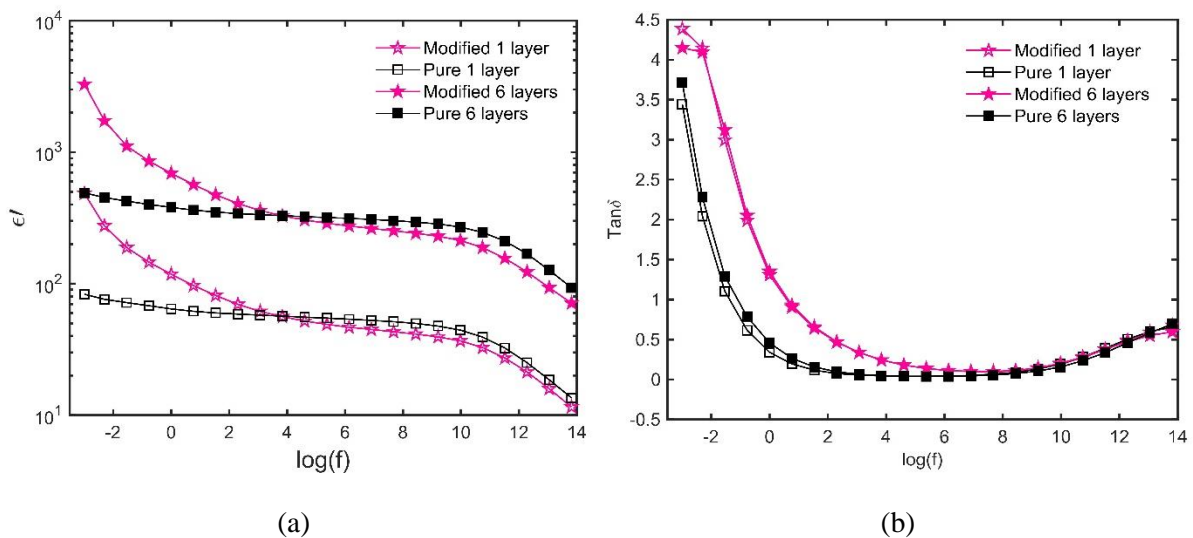 10^4
10^3
10^2
10^1
ϵ′
-2 0 2 4 6 8 10 12 14
log(f)
Modified 1 layer
Pure 1 layer
Modified 6 layers
Pure 6 layers
(a)
4.5
4
3.5
3
2.5
2
1.5
1
0.5
0
-0.5
Tanδ
-2 0 2 4 6 8 10 12 14
log(f)
Modified 1 layer
Pure 1 layer
Modified 6 layers
Pure 6 layers
(b)